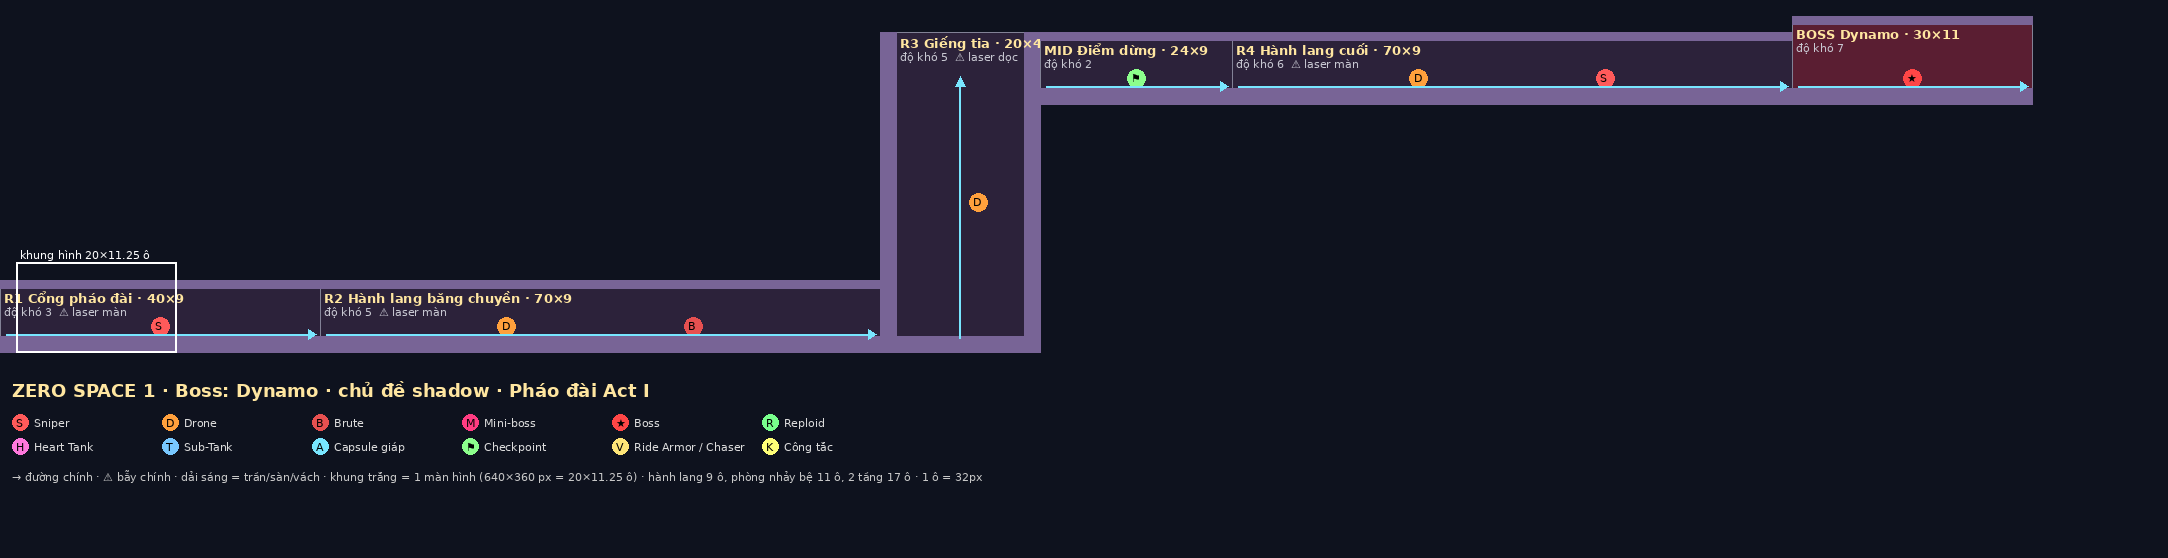 R3 Giếng tia · 20×4
độ khó 5 ⚠ laser dọc
MID Điểm dừng · 24×9
độ khó 2
⚑
R4 Hành lang cuối · 70×9
độ khó 6 ⚠ laser màn
D
S
BOSS Dynamo · 30×11
độ khó 7
★
D
khung hình 20×11.25 ô
R1 Cổng pháo đài · 40×9
độ khó 3 ⚠ laser màn
S
R2 Hành lang băng chuyền · 70×9
độ khó 5 ⚠ laser màn
D
B
ZERO SPACE 1 · Boss: Dynamo · chủ đề shadow · Pháo đài Act I
S Sniper D Drone B Brute M Mini-boss ★ Boss R Reploid
H Heart Tank T Sub-Tank A Capsule giáp ⚑ Checkpoint V Ride Armor / Chaser K Công tắc
→ đường chính · ⚠ bẫy chính · dải sáng = trần/sàn/vách · khung trắng = 1 màn hình (640×360 px = 20×11.25 ô) · hành lang 9 ô, phòng nhảy bệ 11 ô, 2 tầng 17 ô · 1 ô = 32px